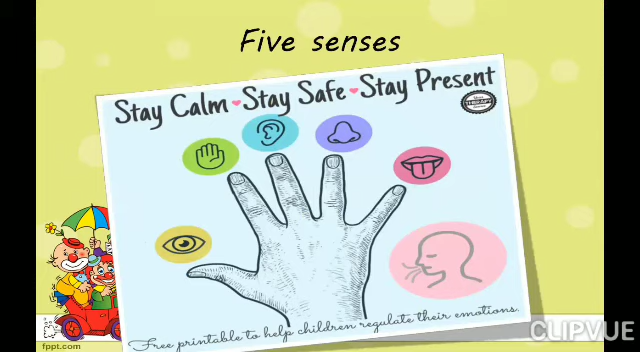 Five senses
Stay Calm Stay Safe Stay Present
THERAPY
Free printable to help children regulate their emotions.
fppt.com
CLIPVUE